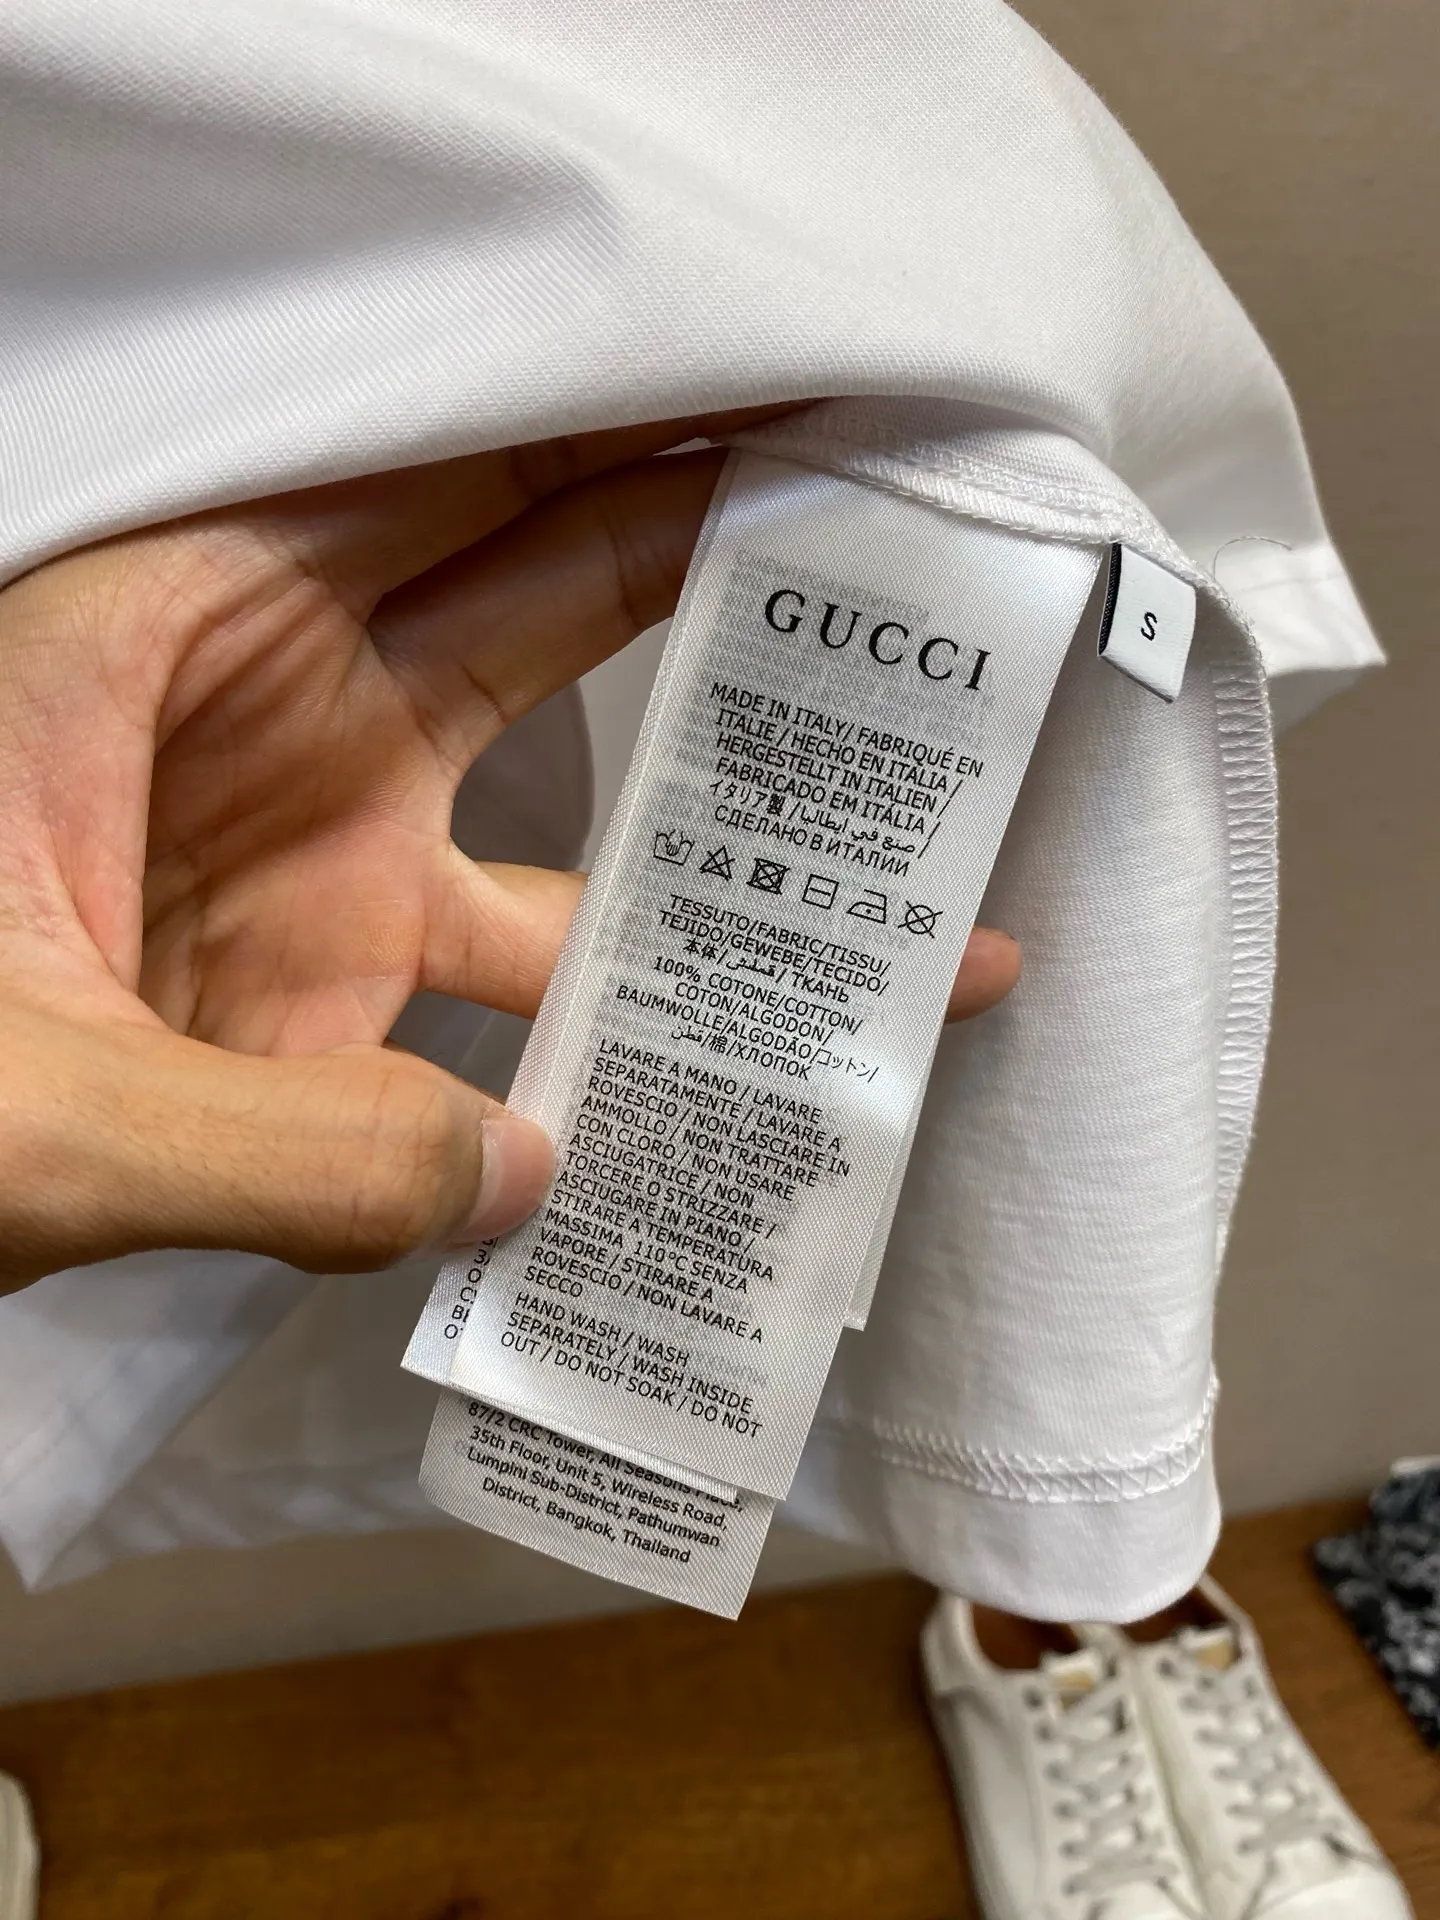 GUCCI
S
MADE IN ITALY/ FABRIQUÉ EN
ITALIE / HECHO EN ITALIA /
HERGESTELLT IN ITALIEN /
FABRICADO EM ITÁLIA /
イタリア製 / صنع في ايطاليا /
СДЕЛАНО В ИТАЛИИ
TESSUTO/FABRIC/TISSU/
TEJIDO/GEWEBE/TECIDO/
本体/ قماش / ТКАНЬ
100% COTONE/COTTON/
COTON/ALGODON/
BAUMWOLLE/ALGODÃO/コットン/
قطن/棉/ХЛОПОК
LAVARE A MANO / LAVARE
SEPARATAMENTE / LAVARE A
ROVESCIO / NON LASCIARE IN
AMMOLLO / NON TRATTARE
CON CLORO / NON USARE
ASCIUGATRICE / NON
TORCERE O STRIZZARE /
ASCIUGARE IN PIANO /
STIRARE A TEMPERATURA
MASSIMA 110°C SENZA
VAPORE / STIRARE A
ROVESCIO / NON LAVARE A
SECCO
HAND WASH / WASH
SEPARATELY / WASH INSIDE
OUT / DO NOT SOAK / DO NOT
87/2 CRC Tower, All Seasons Place,
35th Floor, Unit 5, Wireless Road,
Lumpini Sub-District, Pathumwan
District, Bangkok, Thailand